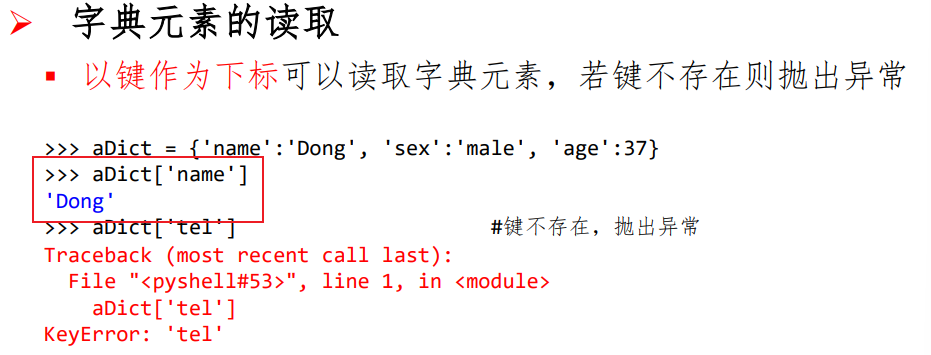 ➢ 字典元素的读取
▪ 以键作为下标可以读取字典元素，若键不存在则抛出异常
>>> aDict = {'name':'Dong', 'sex':'male', 'age':37}
>>> aDict['name']
'Dong'
>>> aDict['tel'] #键不存在，抛出异常
Traceback (most recent call last):
  File "<pyshell#53>", line 1, in <module>
    aDict['tel']
KeyError: 'tel'